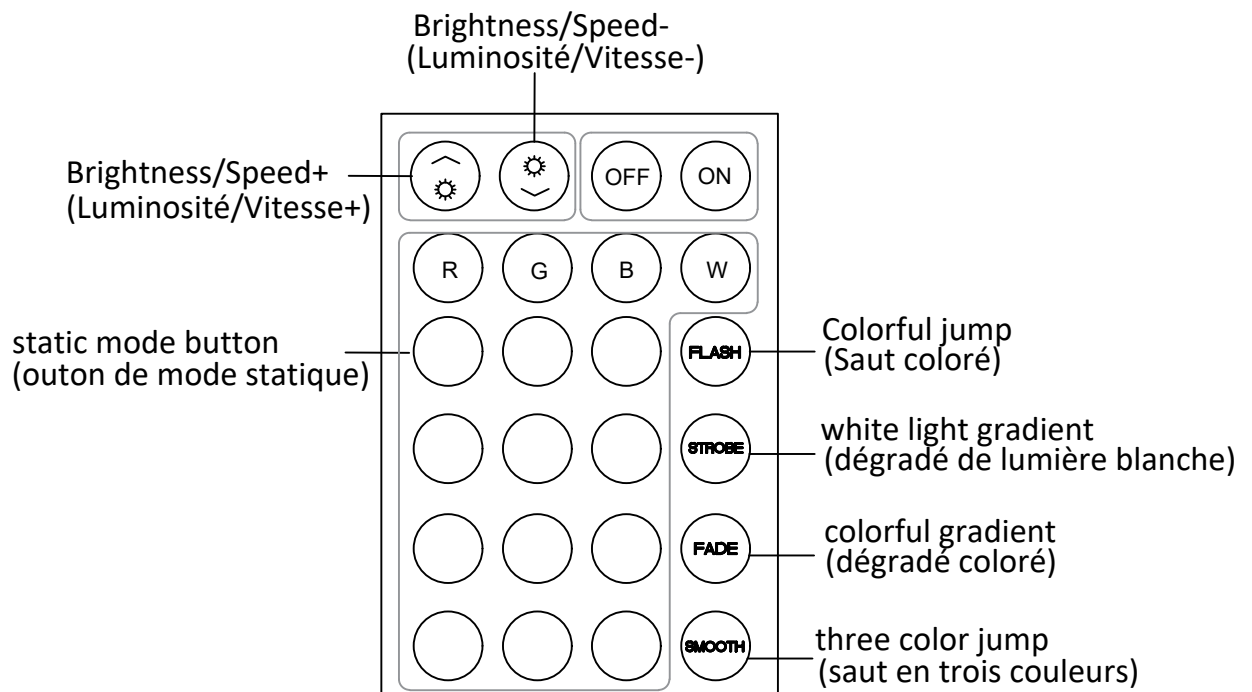 Brightness/Speed-
(Luminosité/Vitesse-)
Brightness/Speed+
(Luminosité/Vitesse+)
OFF
ON
R
G
B
W
static mode button
(outon de mode statique)
FLASH
Colorful jump
(Saut coloré)
STROBE
white light gradient
(dégradé de lumière blanche)
FADE
colorful gradient
(dégradé coloré)
SMOOTH
three color jump
(saut en trois couleurs)